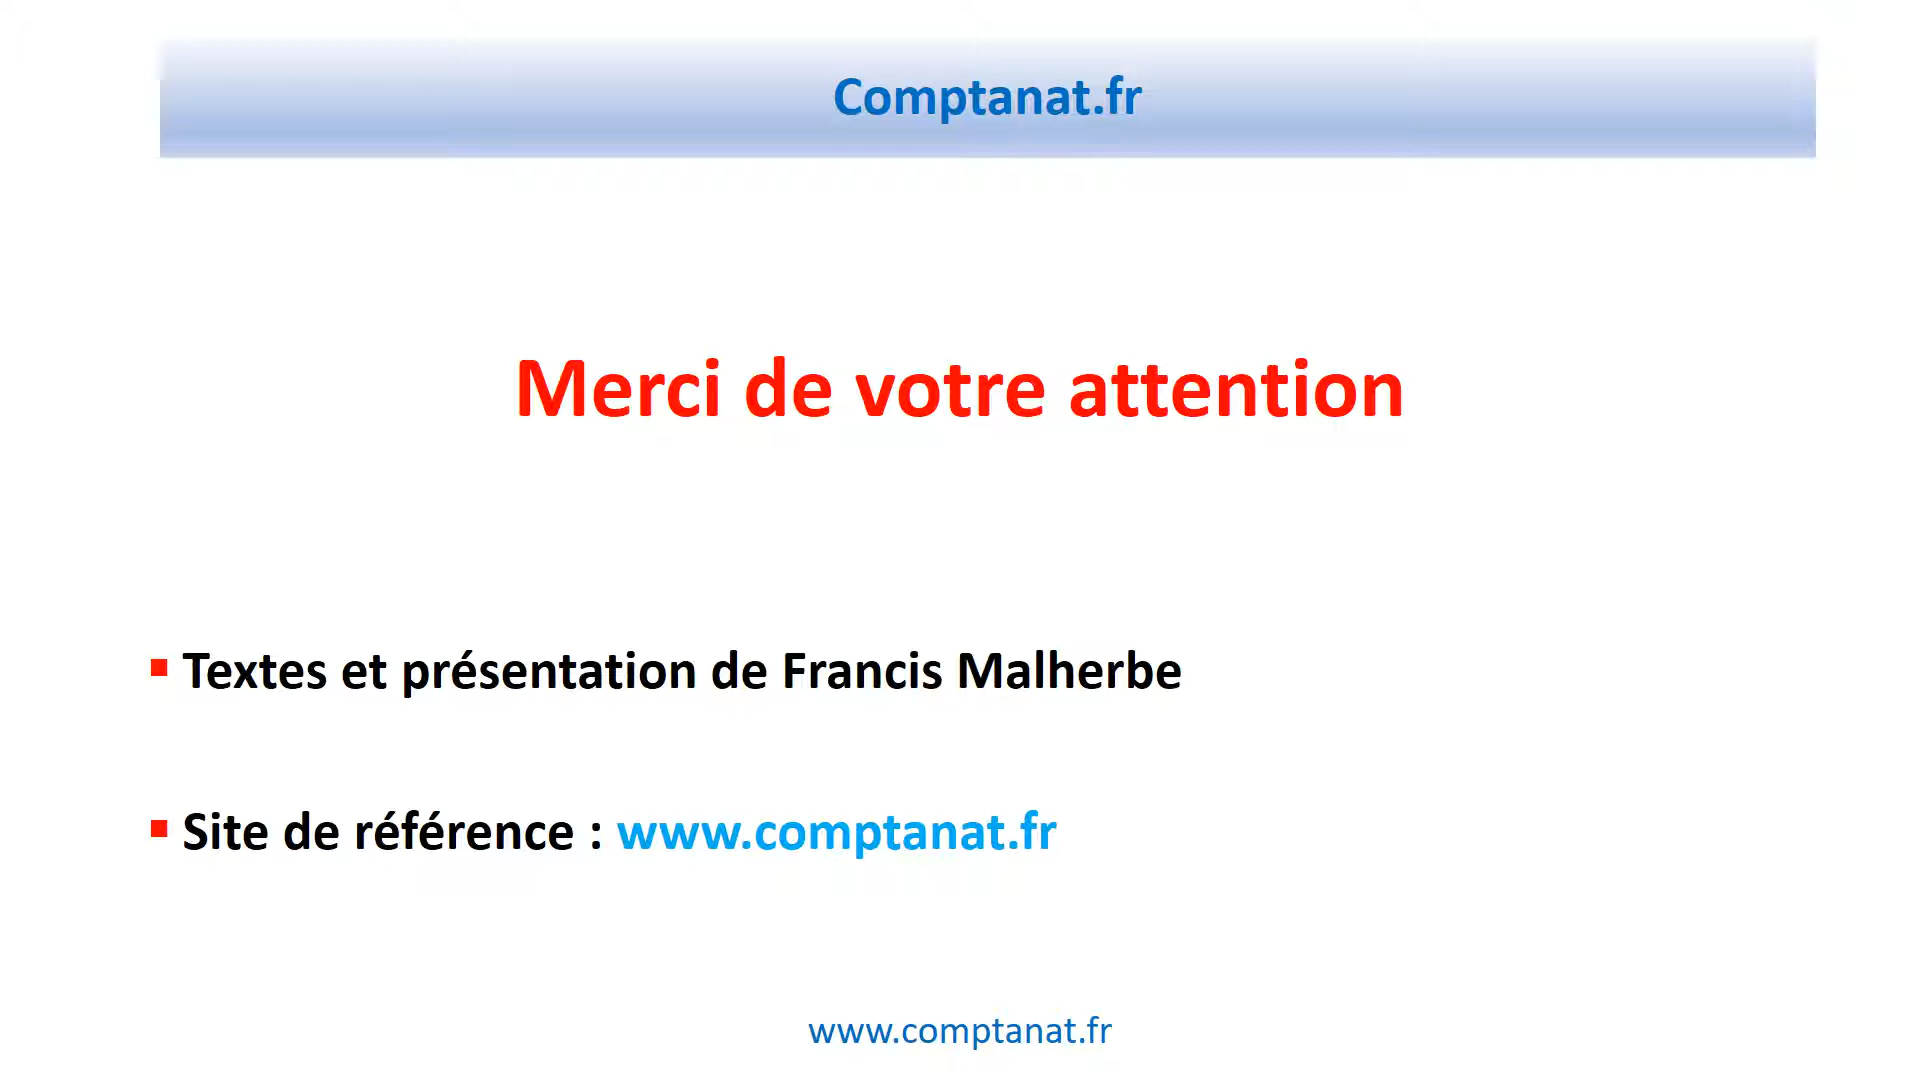 Comptanat.fr
Merci de votre attention
Textes et présentation de Francis Malherbe
Site de référence : www.comptanat.fr
www.comptanat.fr